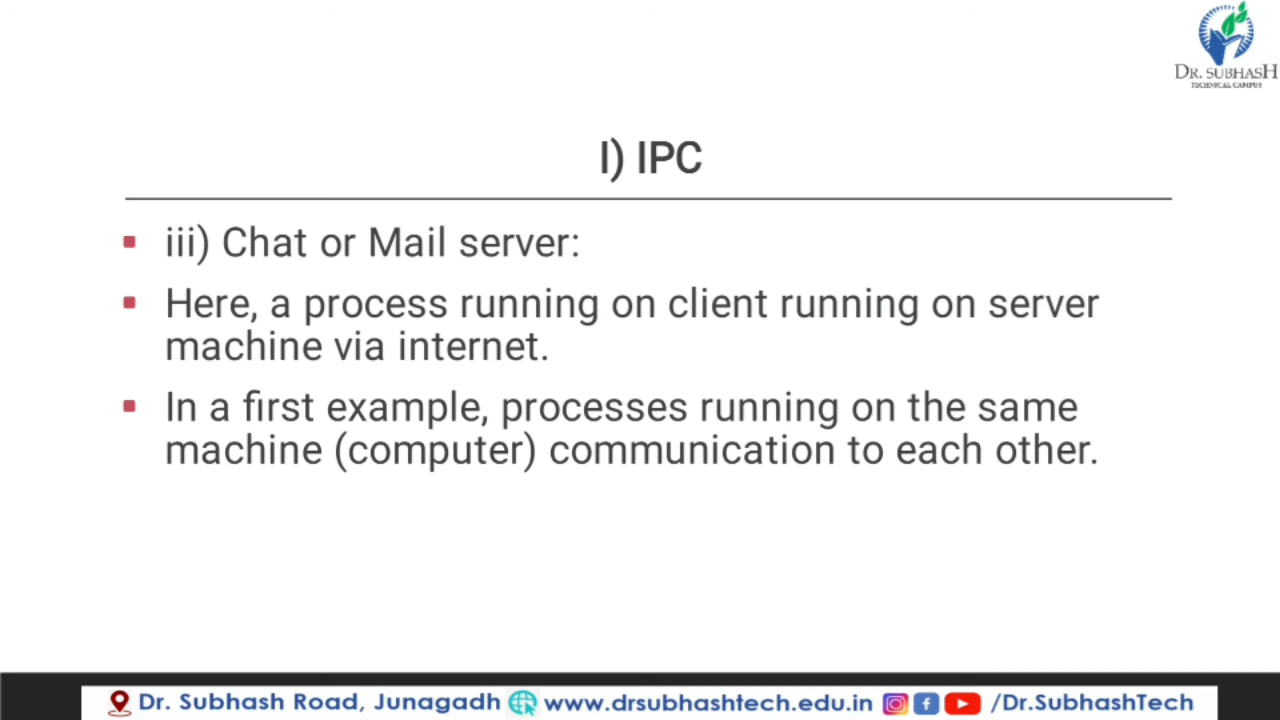 DR. SUBHASH
TECHNICAL CAMPUS
I) IPC
iii) Chat or Mail server:
Here, a process running on client running on server
machine via internet.
In a first example, processes running on the same
machine (computer) communication to each other.
Dr. Subhash Road, Junagadh www.drsubhashtech.edu.in /Dr.SubhashTech